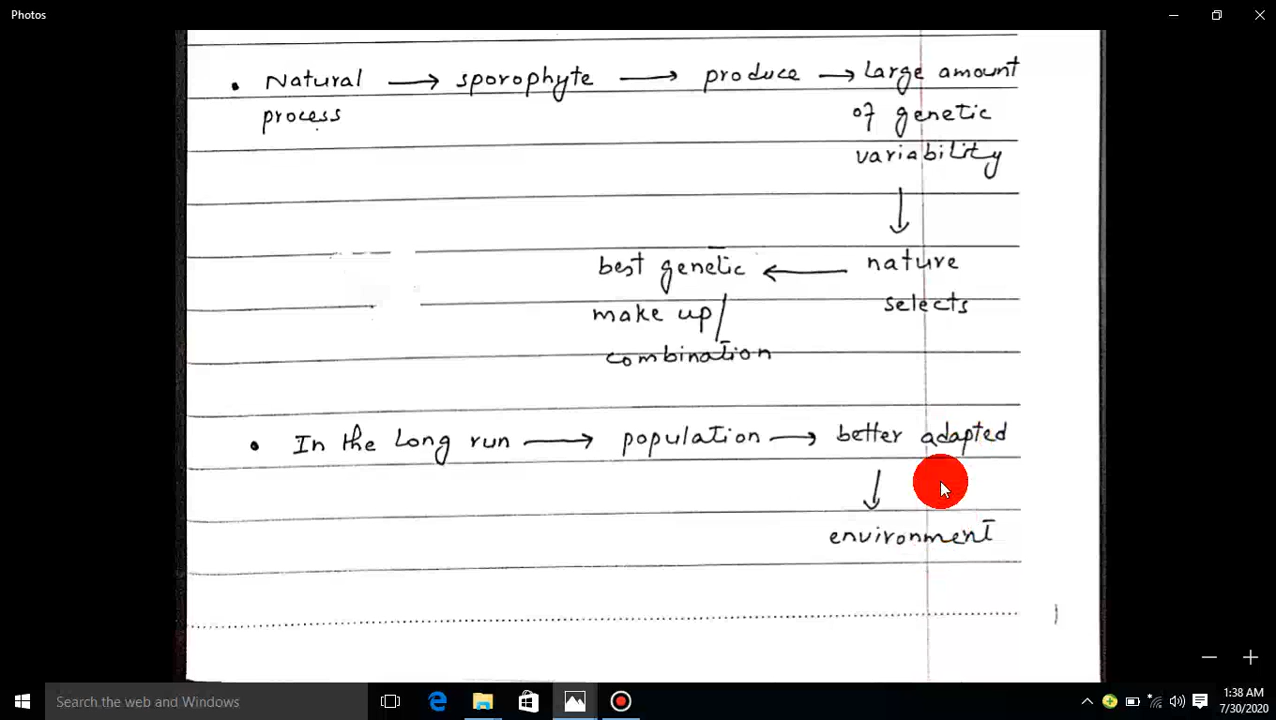 Photos
• Natural → sporophyte → produce → Large amount
process of genetic
variability
↓
best genetic ← nature
make up/ selects
combination
• In the Long run → population → better adapted
↓
environment
Search the web and Windows
1:38 AM
7/30/2020